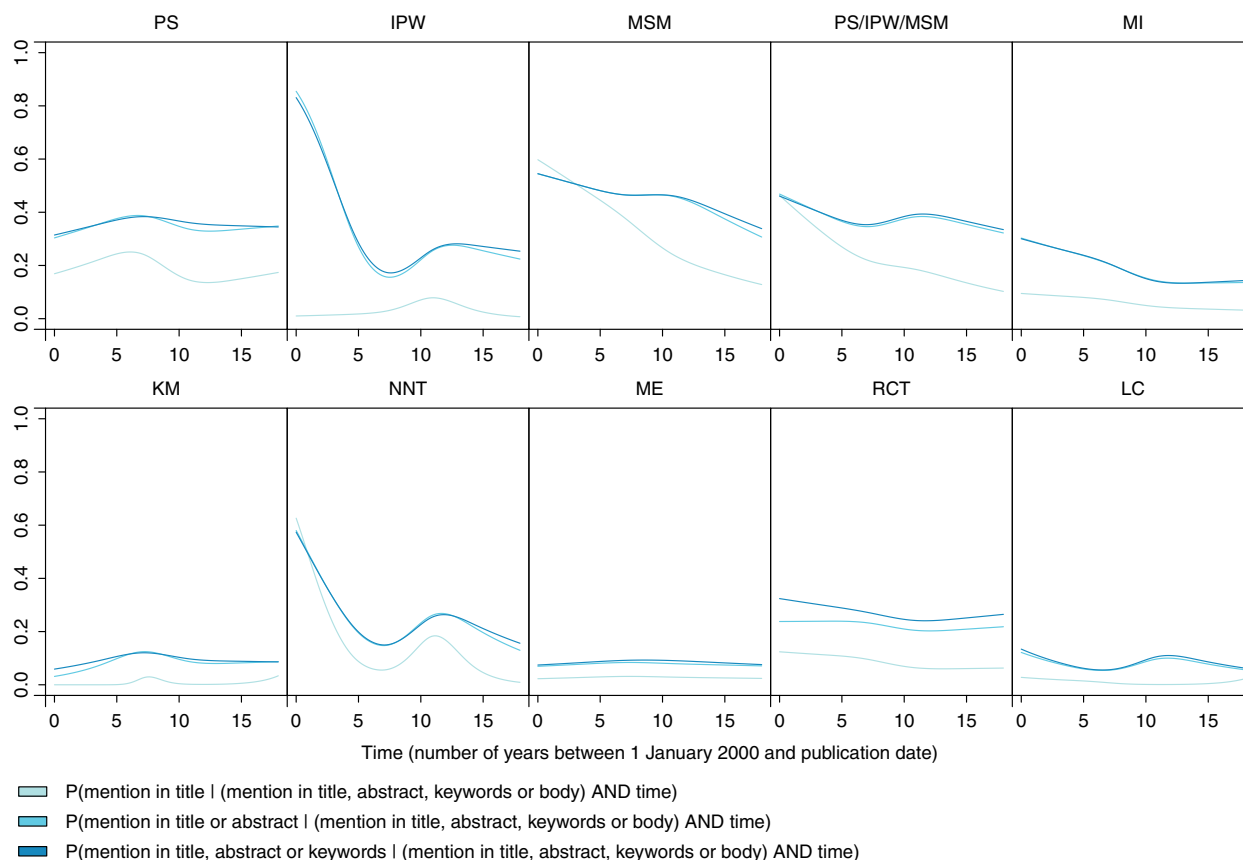 PS IPW MSM PS/IPW/MSM MI
0.0 0.2 0.4 0.6 0.8 1.0
0 5 10 15 0 5 10 15 0 5 10 15 0 5 10 15 0 5 10 15
KM NNT ME RCT LC
0.0 0.2 0.4 0.6 0.8 1.0
0 5 10 15 0 5 10 15 0 5 10 15 0 5 10 15 0 5 10 15
Time (number of years between 1 January 2000 and publication date)
P(mention in title | (mention in title, abstract, keywords or body) AND time)
P(mention in title or abstract | (mention in title, abstract, keywords or body) AND time)
P(mention in title, abstract or keywords | (mention in title, abstract, keywords or body) AND time)